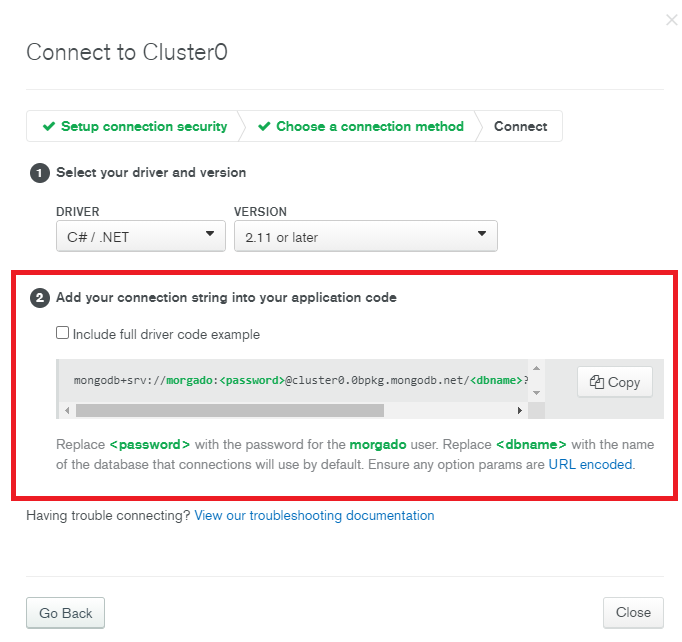 Connect to Cluster0
Setup connection security
Choose a connection method
Connect
1 Select your driver and version
DRIVER
VERSION
C# / .NET
2.11 or later
2 Add your connection string into your application code
Include full driver code example
mongodb+srv://morgado:<password>@cluster0.0bpkg.mongodb.net/<dbname>?
Copy
Replace <password> with the password for the morgado user. Replace <dbname> with the name
of the database that connections will use by default. Ensure any option params are URL encoded.
Having trouble connecting? View our troubleshooting documentation
Go Back
Close